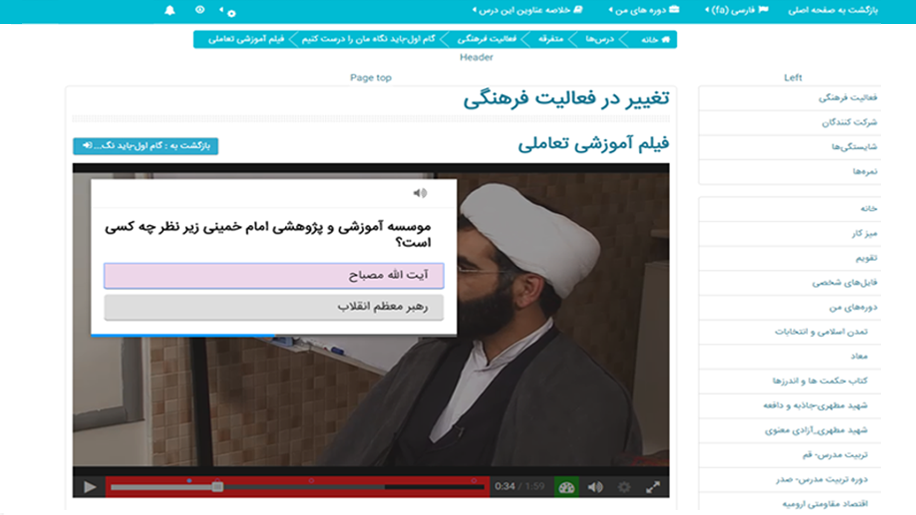 بازگشت به صفحه اصلی
فارسی (fa)
دوره های من
خلاصه عناوین این درس
خانه
درس‌ها
متفرقه
فعالیت فرهنگی
گام اول-باید نگاه مان را درست کنیم
فیلم آموزشی تعاملی
Header
Page top
Left
تغییر در فعالیت فرهنگی
فیلم آموزشی تعاملی
بازگشت به : گام اول-باید نگ...
موسسه آموزشی و پژوهشی امام خمینی زیر نظر چه کسی
است؟
آیت الله مصباح
رهبر معظم انقلاب
0:34 / 1:59
فعالیت فرهنگی
شرکت کنندگان
شایستگی‌ها
نمره‌ها
خانه
میز کار
تقویم
فایل‌های شخصی
دوره‌های من
تمدن اسلامی و انتخابات
معاد
کتاب حکمت ها و اندرزها
شهید مطهری-جاذبه و دافعه
شهید مطهری_آزادی معنوی
تربیت مدرس- قم
دوره تربیت مدرس- صدر
اقتصاد مقاومتی ارومیه